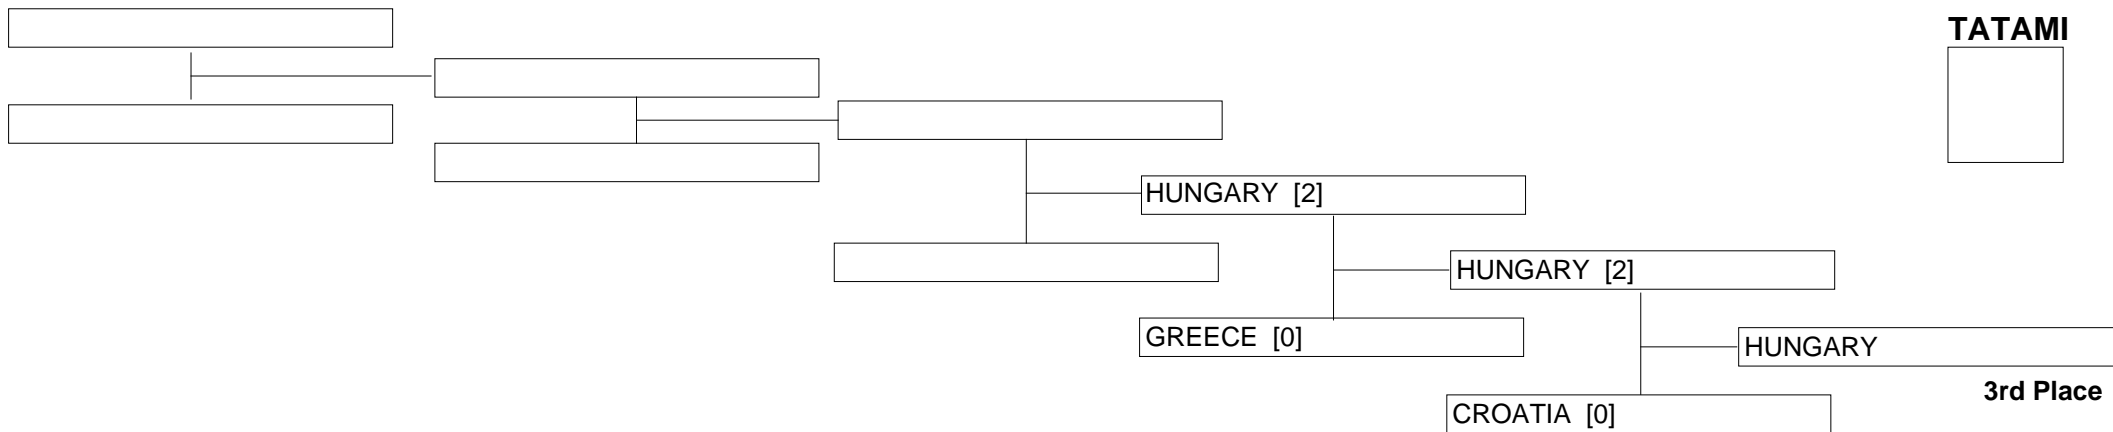 TATAMI
HUNGARY [2]
HUNGARY [2]
GREECE [0]
HUNGARY
3rd Place
CROATIA [0]